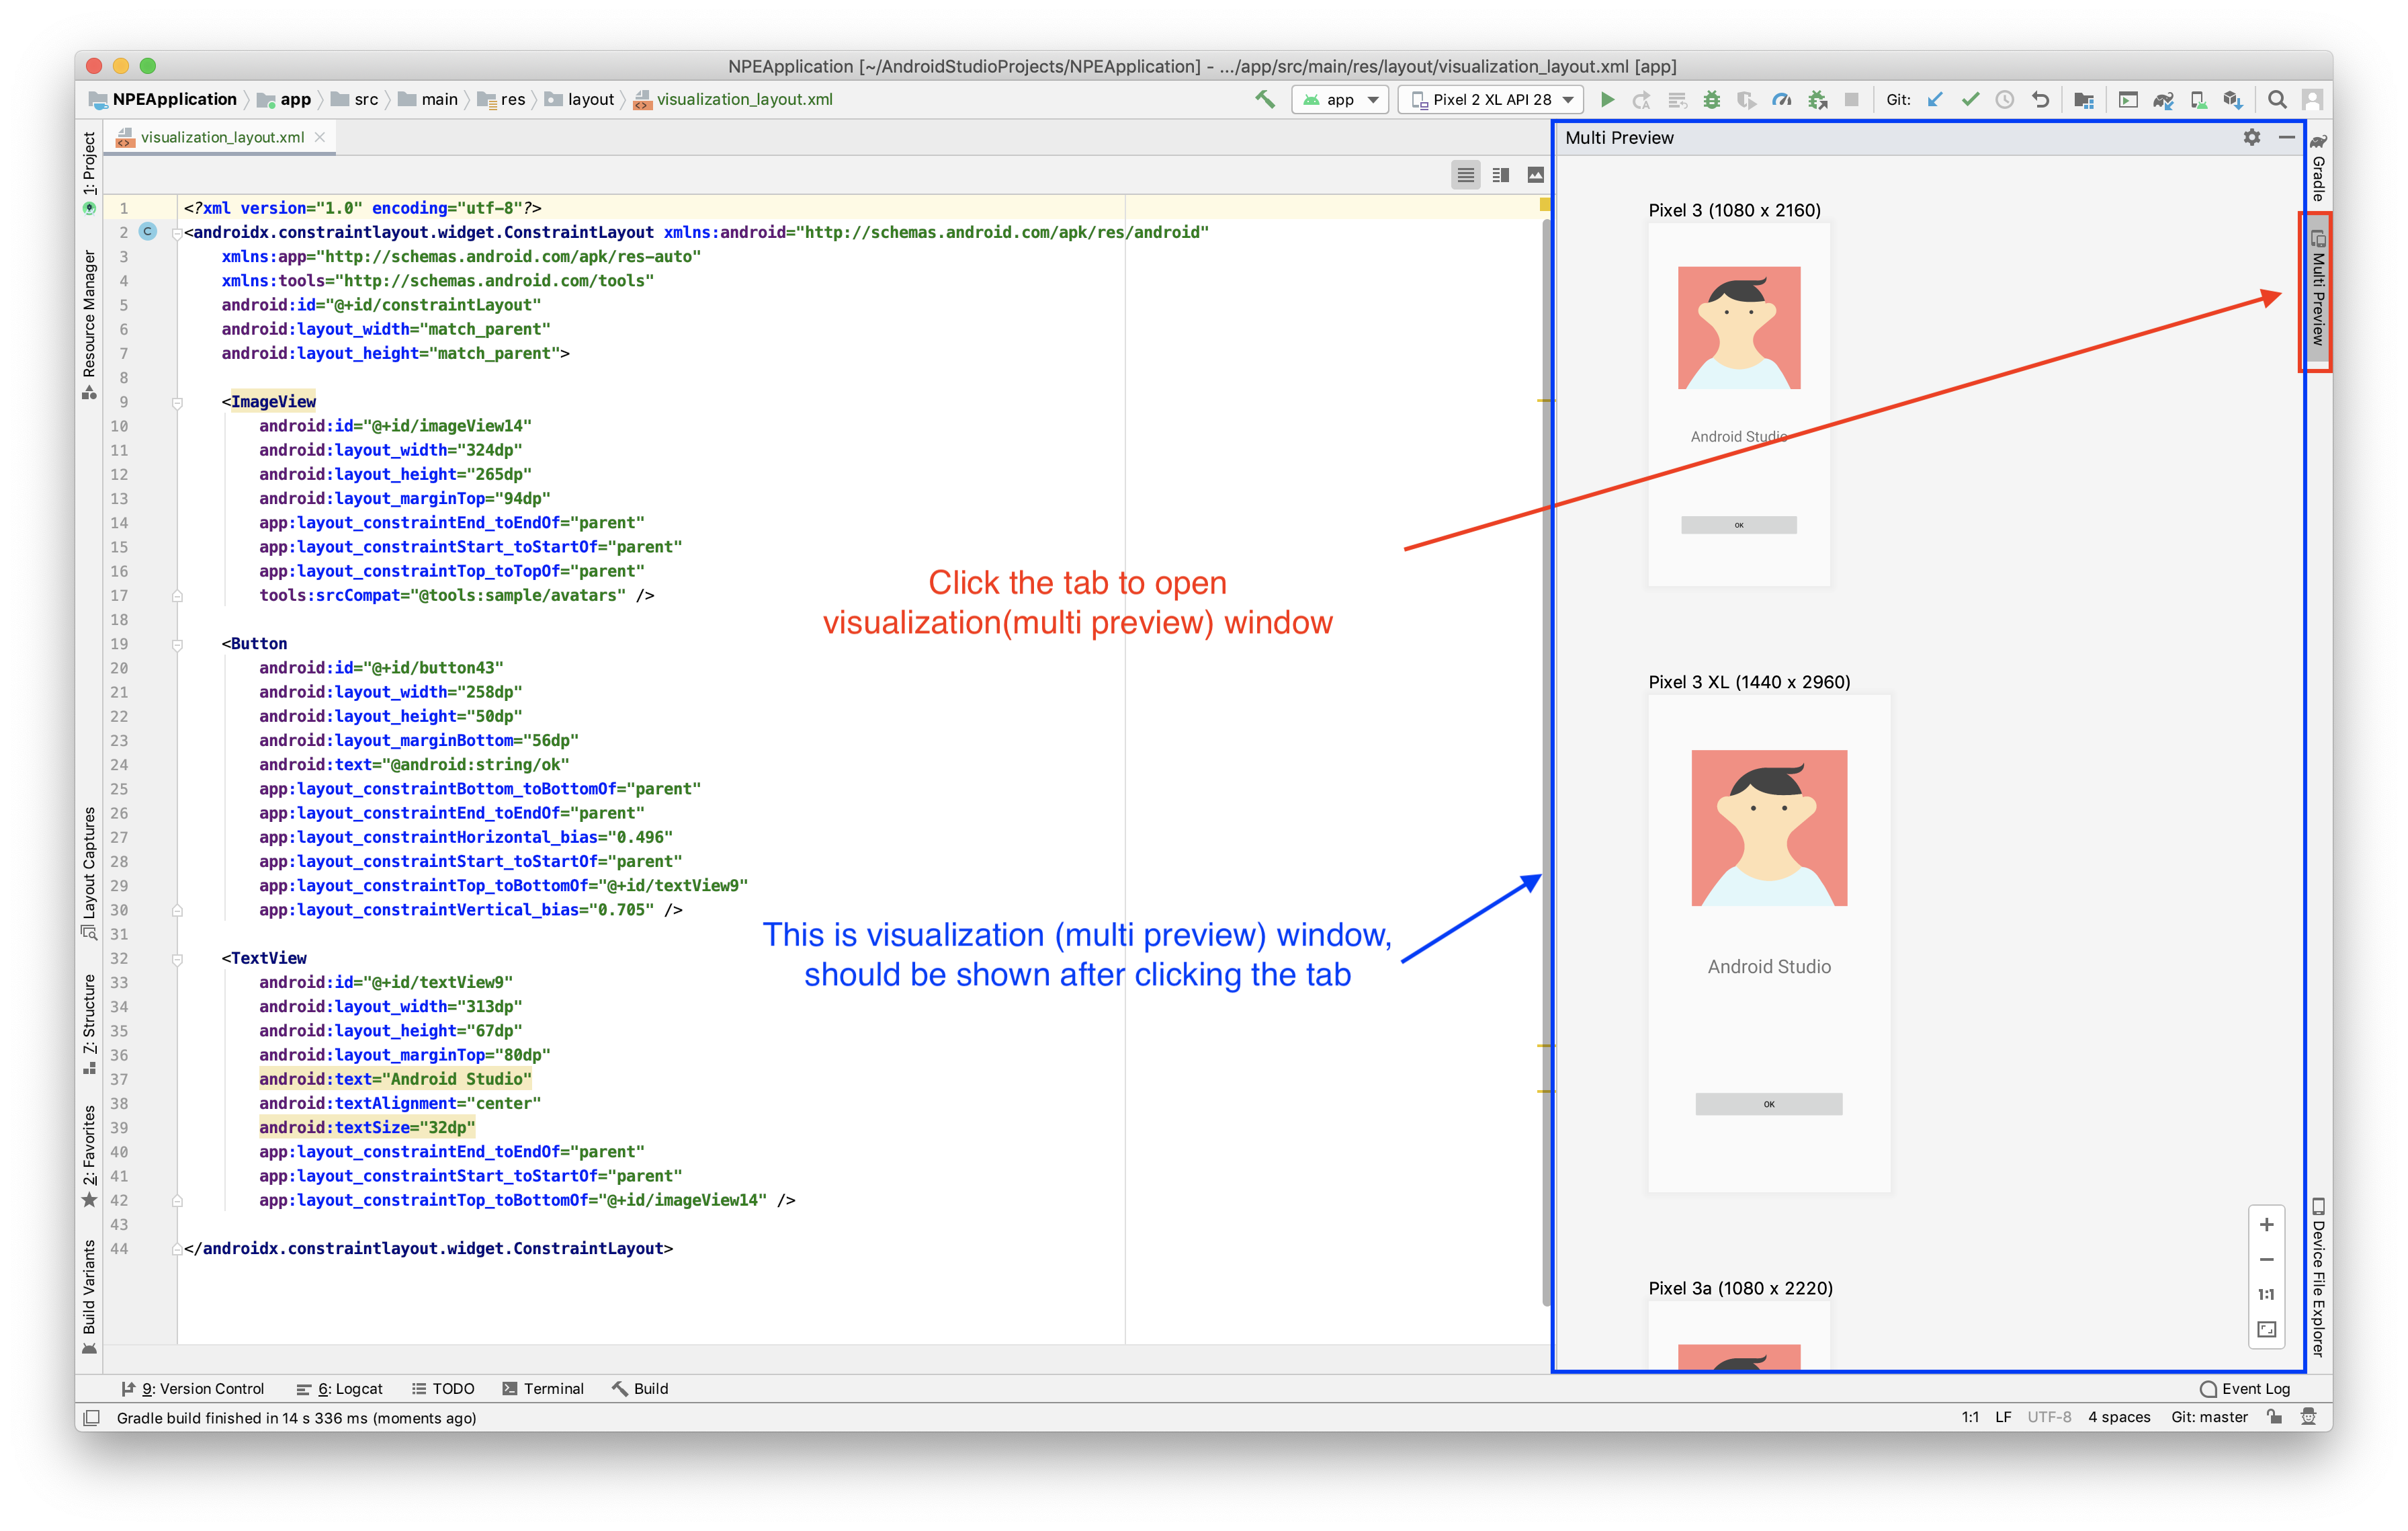 NPEApplication [~/AndroidStudioProjects/NPEApplication] - .../app/src/main/res/layout/visualization_layout.xml [app]
NPEApplication app src main res layout visualization_layout.xml app Pixel 2 XL API 28 Git:
visualization_layout.xml
1: Project
Resource Manager
Layout Captures
7: Structure
2: Favorites
Build Variants
1 <?xml version="1.0" encoding="utf-8"?>
2 C <androidx.constraintlayout.widget.ConstraintLayout xmlns:android="http://schemas.android.com/apk/res/android"
3 xmlns:app="http://schemas.android.com/apk/res-auto"
4 xmlns:tools="http://schemas.android.com/tools"
5 android:id="@+id/constraintLayout"
6 android:layout_width="match_parent"
7 android:layout_height="match_parent">
8
9 <ImageView
10 android:id="@+id/imageView14"
11 android:layout_width="324dp"
12 android:layout_height="265dp"
13 android:layout_marginTop="94dp"
14 app:layout_constraintEnd_toEndOf="parent"
15 app:layout_constraintStart_toStartOf="parent"
16 app:layout_constraintTop_toTopOf="parent"
17 tools:srcCompat="@tools:sample/avatars" />
18
19 <Button
20 android:id="@+id/button43"
21 android:layout_width="258dp"
22 android:layout_height="50dp"
23 android:layout_marginBottom="56dp"
24 android:text="@android:string/ok"
25 app:layout_constraintBottom_toBottomOf="parent"
26 app:layout_constraintEnd_toEndOf="parent"
27 app:layout_constraintHorizontal_bias="0.496"
28 app:layout_constraintStart_toStartOf="parent"
29 app:layout_constraintTop_toBottomOf="@+id/textView9"
30 app:layout_constraintVertical_bias="0.705" />
31
32 <TextView
33 android:id="@+id/textView9"
34 android:layout_width="313dp"
35 android:layout_height="67dp"
36 android:layout_marginTop="80dp"
37 android:text="Android Studio"
38 android:textAlignment="center"
39 android:textSize="32dp"
40 app:layout_constraintEnd_toEndOf="parent"
41 app:layout_constraintStart_toStartOf="parent"
42 app:layout_constraintTop_toBottomOf="@+id/imageView14" />
43
44 </androidx.constraintlayout.widget.ConstraintLayout>
Click the tab to open
visualization(multi preview) window
This is visualization (multi preview) window,
should be shown after clicking the tab
Multi Preview
Pixel 3 (1080 x 2160)
Android Studio
OK
Pixel 3 XL (1440 x 2960)
Android Studio
OK
Pixel 3a (1080 x 2220)
1:1
Gradle
Multi Preview
Device File Explorer
9: Version Control 6: Logcat TODO Terminal Build Event Log
Gradle build finished in 14 s 336 ms (moments ago) 1:1 LF UTF-8 4 spaces Git: master